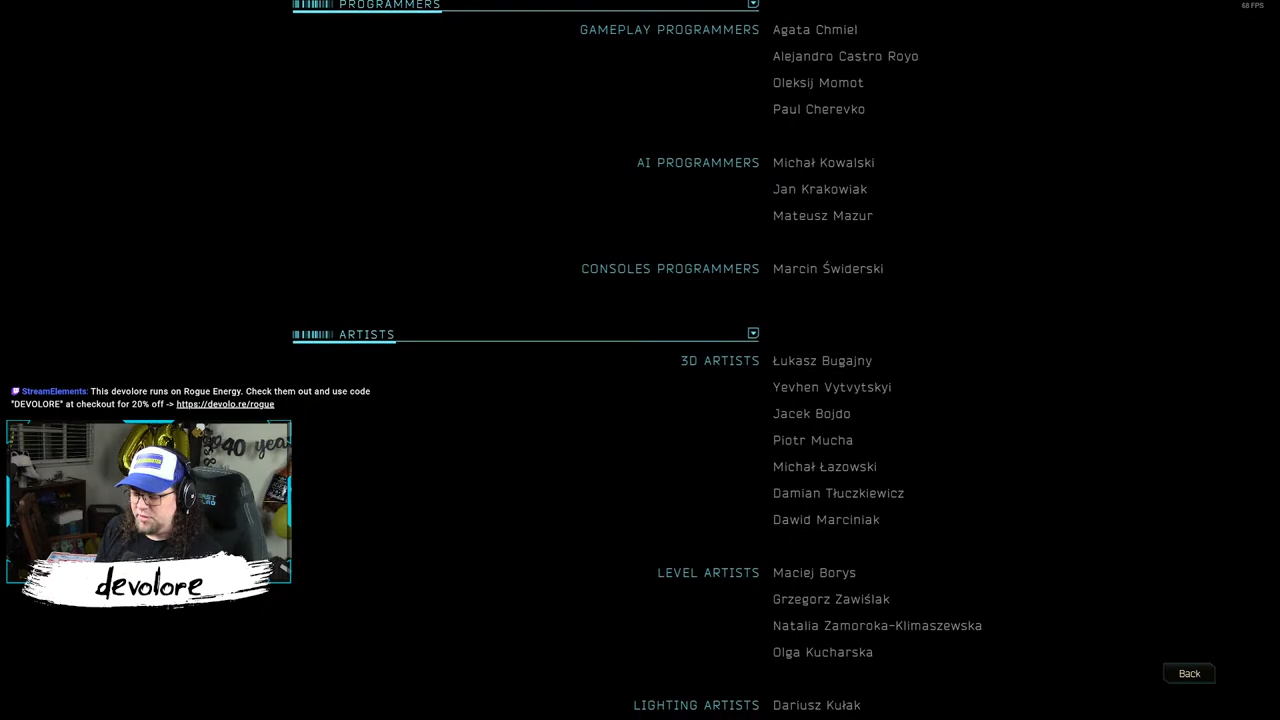 PROGRAMMERS
68 FPS
GAMEPLAY PROGRAMMERS Agata Chmiel
Alejandro Castro Royo
Oleksij Momot
Paul Cherevko
AI PROGRAMMERS Michał Kowalski
Jan Krakowiak
Mateusz Mazur
CONSOLES PROGRAMMERS Marcin Świderski
ARTISTS
3D ARTISTS Łukasz Bugajny
Yevhen Vytvytskyi
Jacek Bojdo
Piotr Mucha
Michał Łazowski
Damian Tłuczkiewicz
Dawid Marciniak
LEVEL ARTISTS Maciej Borys
Grzegorz Zawiślak
Natalia Zamoroka-Klimaszewska
Olga Kucharska
LIGHTING ARTISTS Dariusz Kułak
StreamElements: This devolore runs on Rogue Energy. Check them out and use code
"DEVOLORE" at checkout for 20% off -> https://devolo.re/rogue
40 yea
devolore
Back